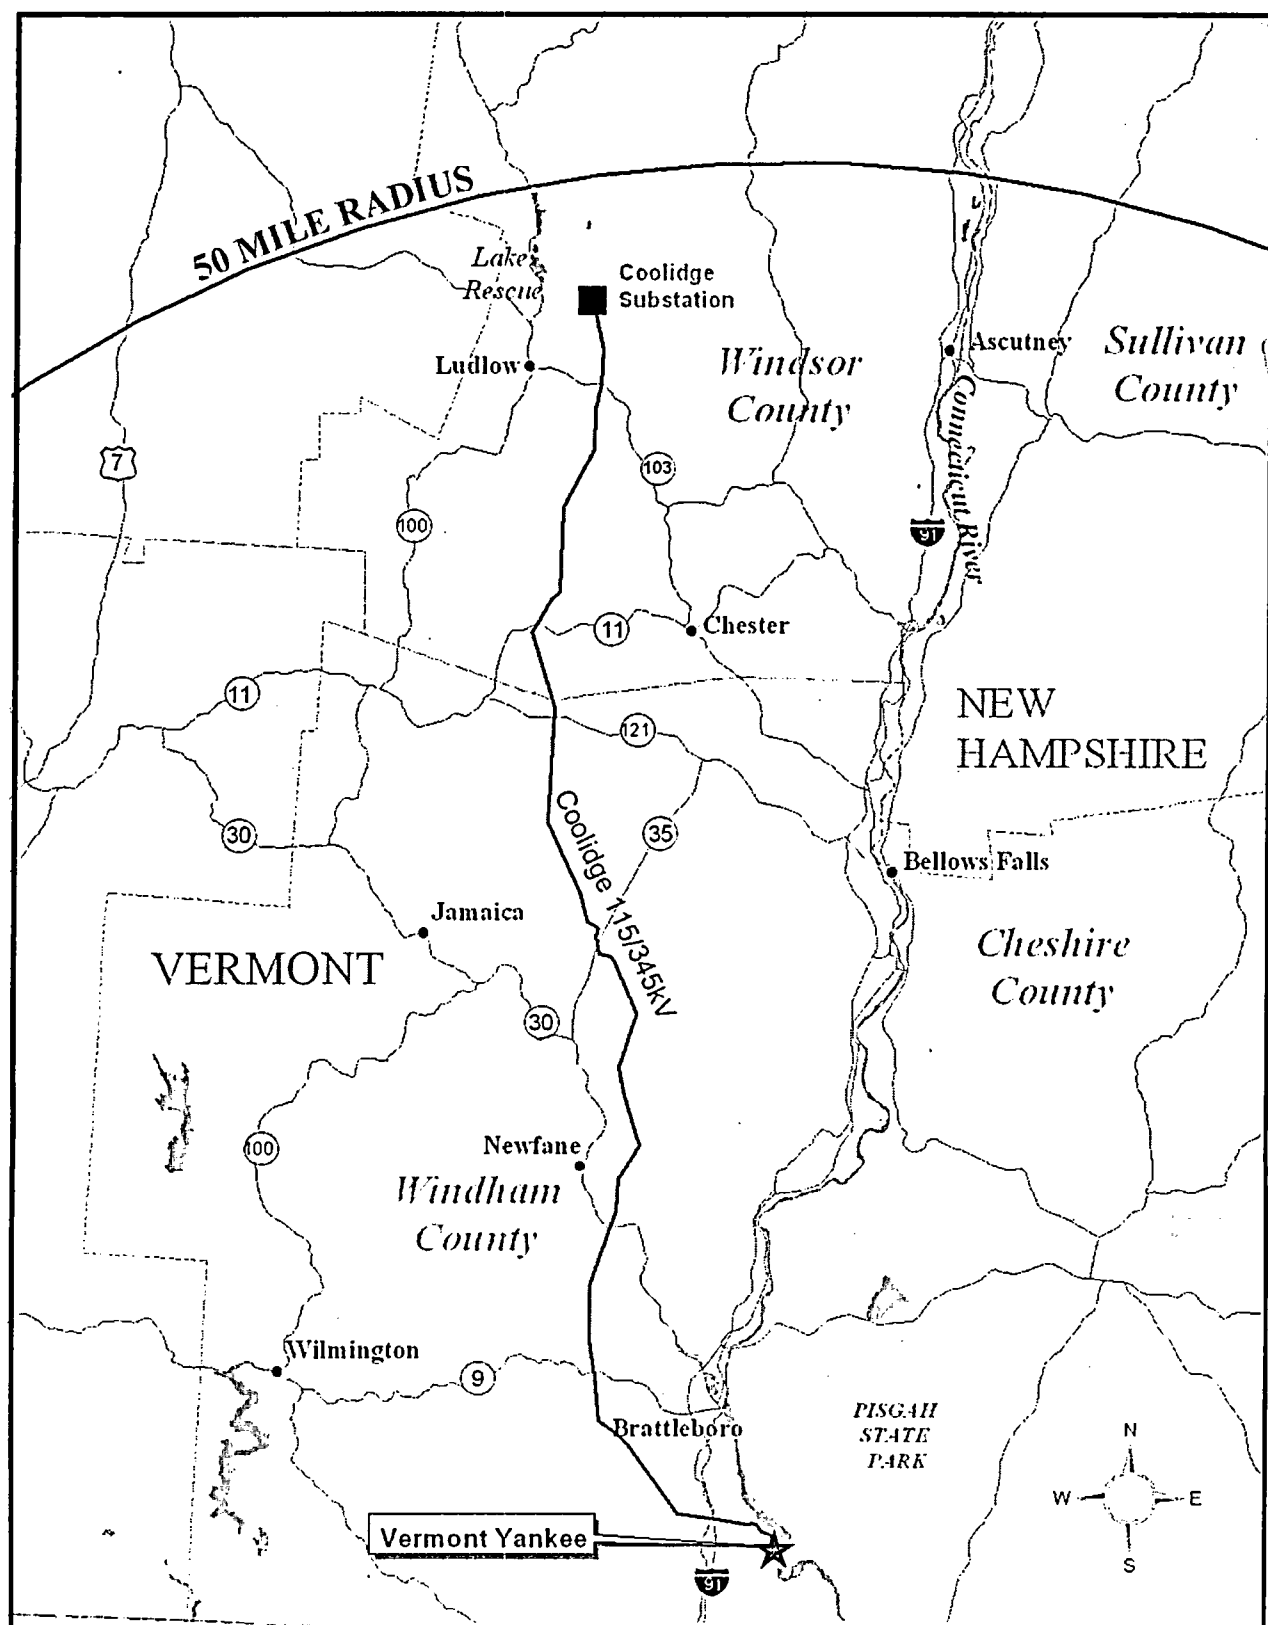 50 MILE RADIUS
Lake
Rescue
Coolidge
Substation
Ludlow
Windsor
County
Ascutney
Sullivan
County
7
103
100
91
Connecticut River
11
Chester
11
121
NEW
HAMPSHIRE
30
Coolidge 115/345kV
35
Bellows Falls
Jamaica
VERMONT
Cheshire
County
30
100
Newfane
Windham
County
Wilmington
9
Brattleboro
PISGAH
STATE
PARK
N
W
E
S
Vermont Yankee
91